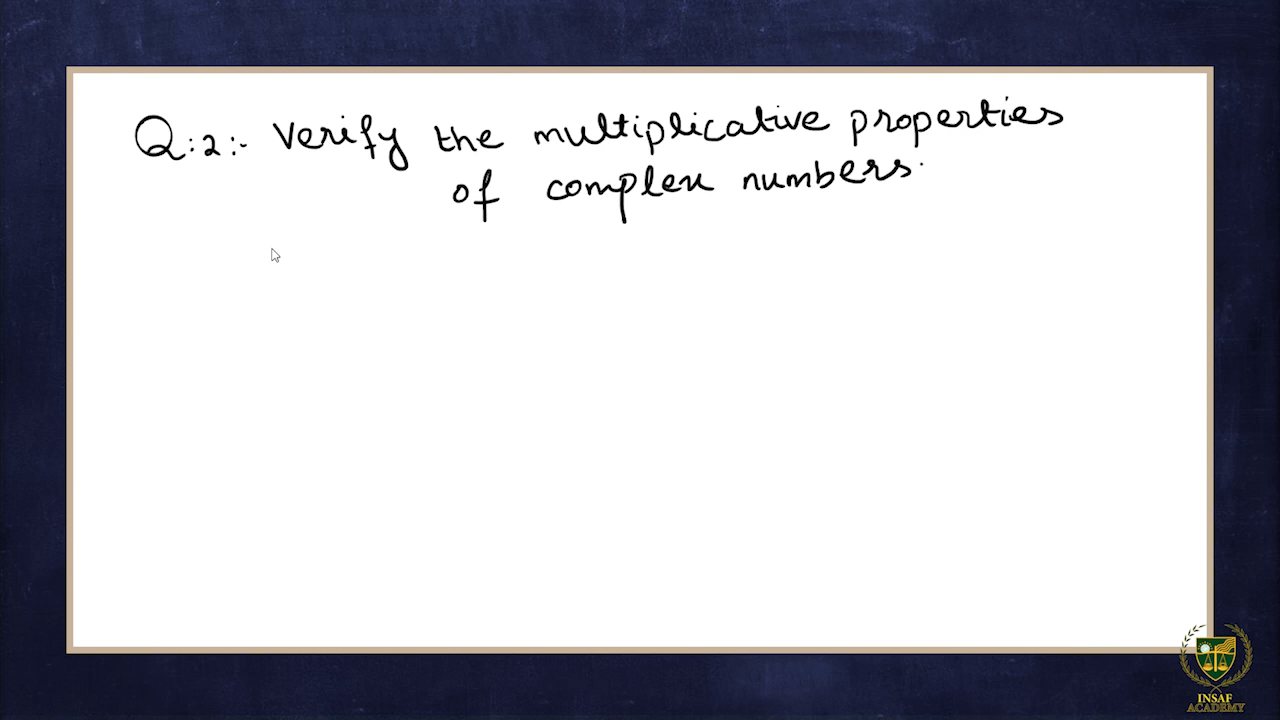 Q:2:- Verify the multiplicative properties
of complex numbers.
INSAF
ACADEMY